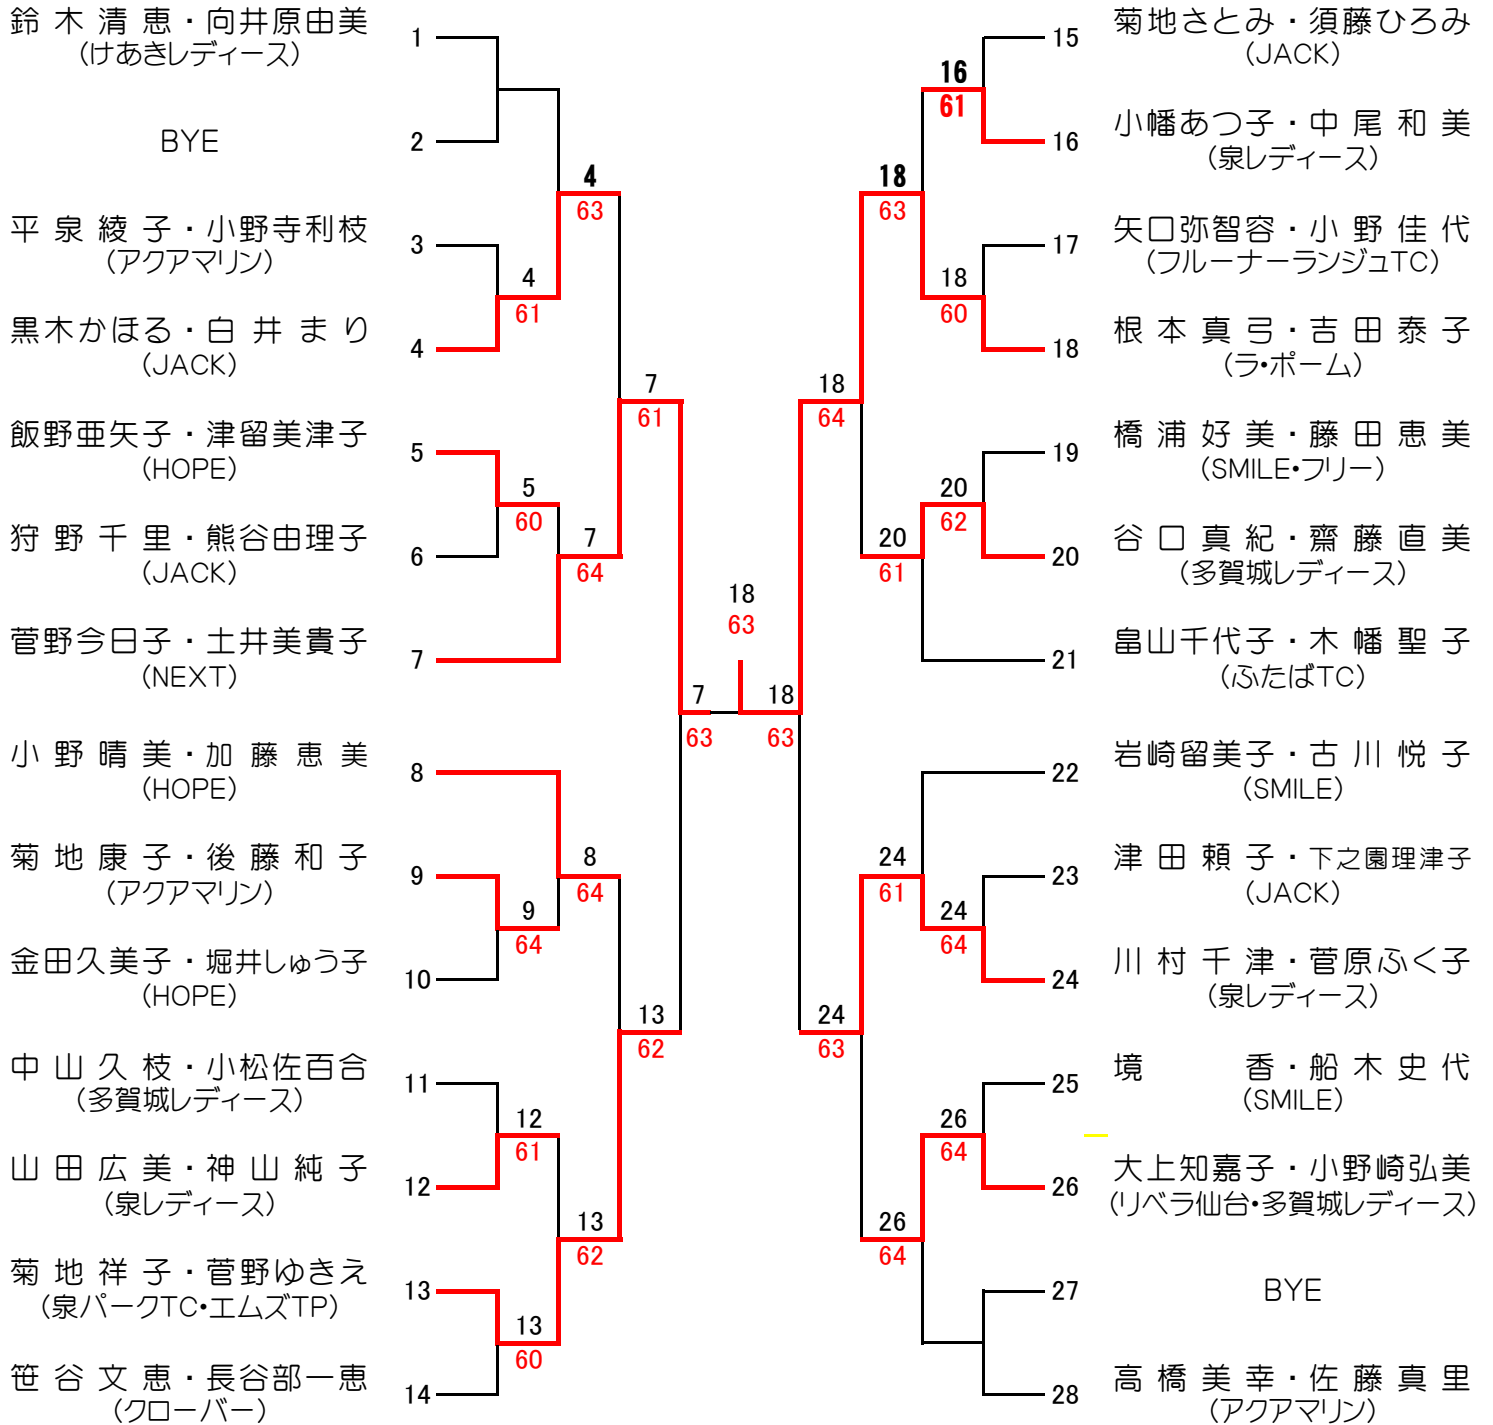 鈴木清恵・向井原由美
(けあきレディース)
1
BYE
2
平泉綾子・小野寺利枝
(アクアマリン)
3
黒木かほる・白井まり
(JACK)
4
飯野亜矢子・津留美津子
(HOPE)
5
狩野千里・熊谷由理子
(JACK)
6
菅野今日子・土井美貴子
(NEXT)
7
小野晴美・加藤恵美
(HOPE)
8
菊地康子・後藤和子
(アクアマリン)
9
金田久美子・堀井しゅう子
(HOPE)
10
中山久枝・小松佐百合
(多賀城レディース)
11
山田広美・神山純子
(泉レディース)
12
菊地祥子・菅野ゆきえ
(泉パークTC・エムズTP)
13
笹谷文恵・長谷部一恵
(クローバー)
14
4
61
5
60
9
64
12
61
13
60
4
63
7
64
8
64
13
62
7
61
13
62
7
63
18
63
18
63
18
64
24
63
18
63
20
61
24
61
26
64
16
61
18
60
20
62
24
64
26
64
15
菊地さとみ・須藤ひろみ
(JACK)
16
小幡あつ子・中尾和美
(泉レディース)
17
矢口弥智容・小野佳代
(フルーナーランジュTC)
18
根本真弓・吉田泰子
(ラ・ポーム)
19
橋浦好美・藤田恵美
(SMILE・フリー)
20
谷口真紀・齋藤直美
(多賀城レディース)
21
畠山千代子・木幡聖子
(ふたばTC)
22
岩崎留美子・古川悦子
(SMILE)
23
津田頼子・下之園理津子
(JACK)
24
川村千津・菅原ふく子
(泉レディース)
25
境 香・船木史代
(SMILE)
26
大上知嘉子・小野崎弘美
(リベラ仙台・多賀城レディース)
27
BYE
28
高橋美幸・佐藤真里
(アクアマリン)